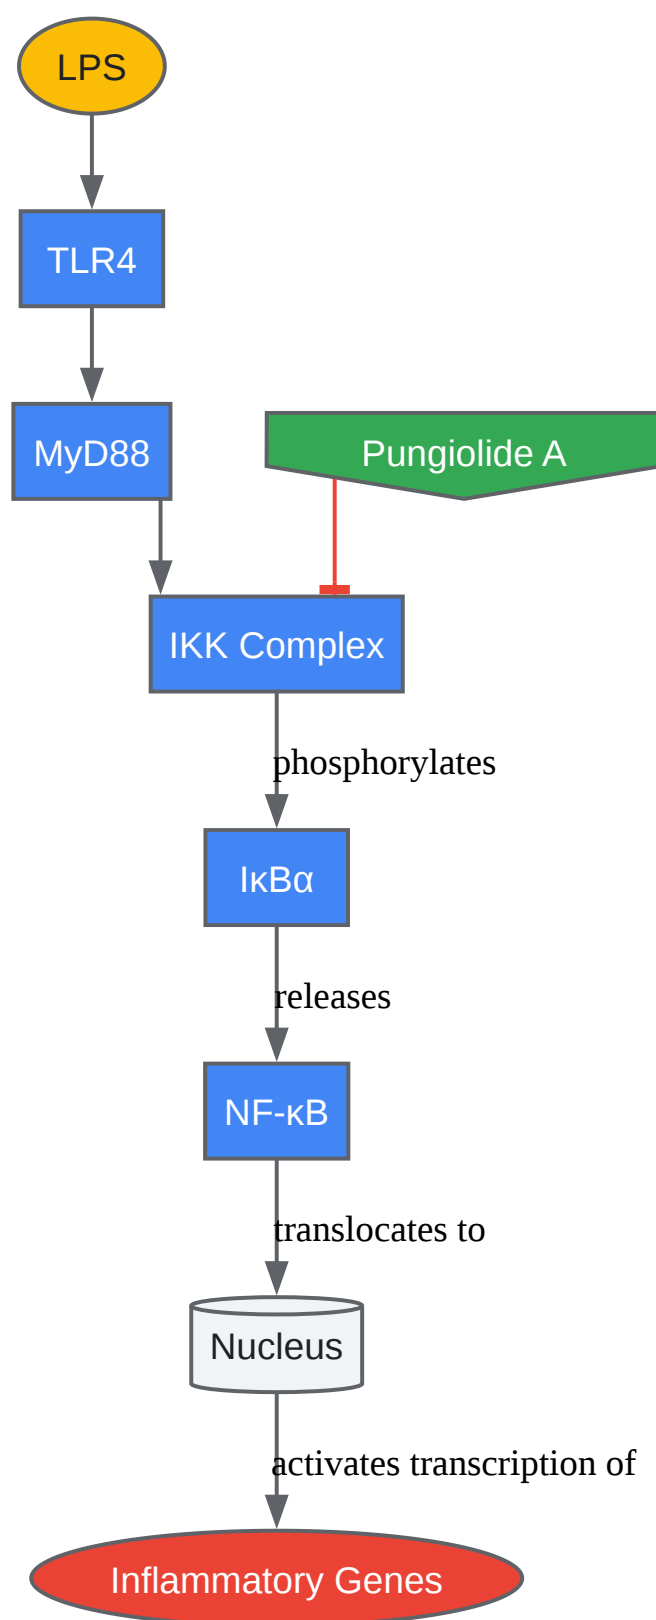 LPS
TLR4
MyD88
Pungiolide A
IKK Complex
phosphorylates
IκBα
releases
NF-κB
translocates to
Nucleus
activates transcription of
Inflammatory Genes